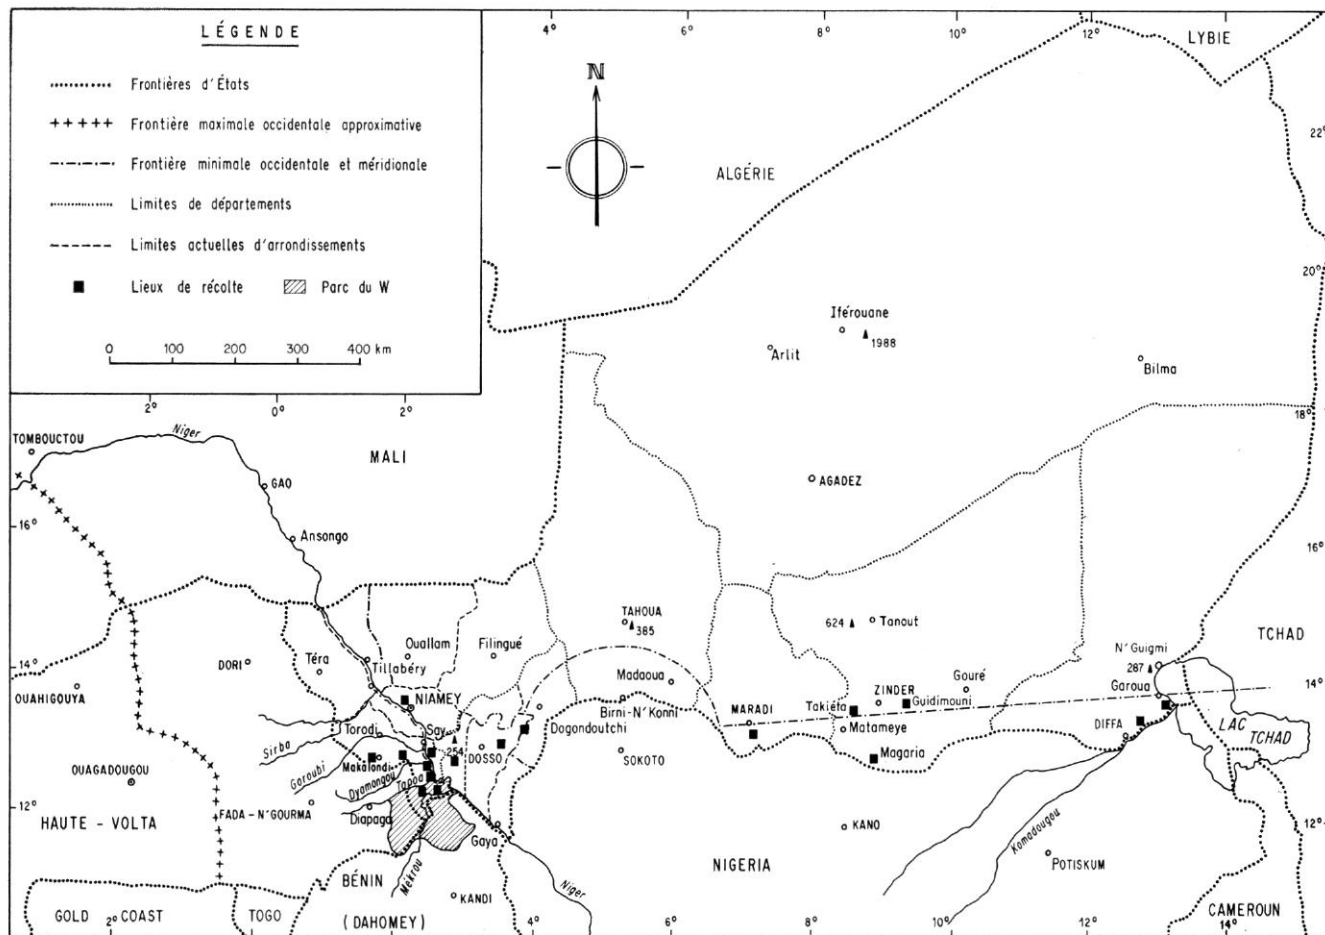 LÉGENDE
Frontières d'États
Frontière maximale occidentale approximative
Frontière minimale occidentale et méridionale
Limites de départements
Limites actuelles d'arrondissements
Lieux de récolte
Parc du W
0 100 200 300 400 km
N
4° 6° 8° 10° 12°
LYBIE
22°
ALGÉRIE
20°
Iférouane
1988
Arlit
Bilma
18°
2° 0° 2°
TOMBOUCTOU
Niger
MALI
GAO
AGADEZ
16°
Ansongo
16°
TAHOUA
385
624
Tanout
TCHAD
Ouallam
Filingué
14°
DORI
Téra
Tillabéry
N'Guigmi
287
14°
OUAHIGOUYA
NIAMEY
Madaoua
Gouré
Garoua
Birni-N'Konni
ZINDER
Takiéta
Guidimouni
MARADI
Dogondoutchi
Matameye
Torodi
Say
Sirba
254
DOSSO
SOKOTO
DIFFA
LAC
TCHAD
Makalondi
Magaria
Goroubi
Dyamongou
Tapoa
OUAGADOUGOU
12°
FADA-N'GOURMA
Diapaga
HAUTE-VOLTA
Gaya
KANO
12°
Komadougou
POTISKUM
NIGERIA
BÉNIN
Mékrou
KANDI
Niger
GOLD COAST
TOGO
(DAHOMEY)
CAMEROUN
2° 4° 6° 8° 10° 12° 14°